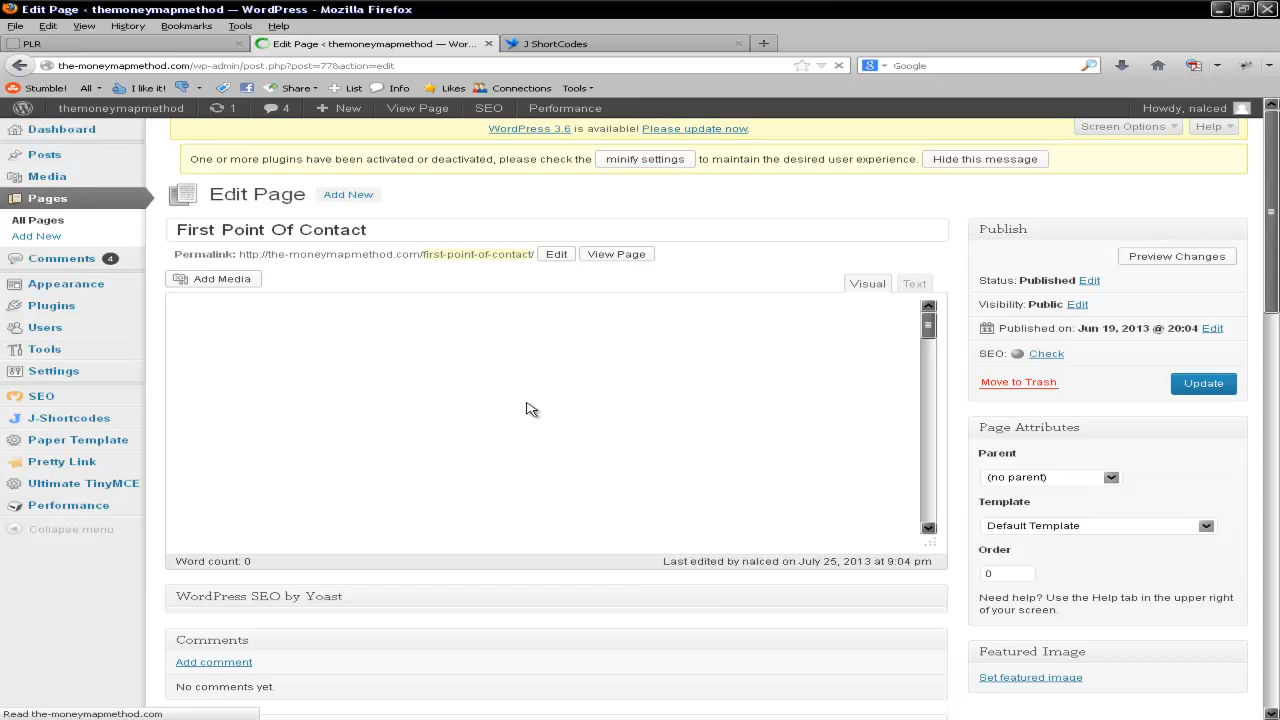 Edit Page ‹ themoneymapmethod — WordPress - Mozilla Firefox
File Edit View History Bookmarks Tools Help
PLR Edit Page ‹ themoneymapmethod — Wor... J ShortCodes
the-moneymapmethod.com/wp-admin/post.php?post=77&action=edit Google
Stumble! All I like it! Share List Info Likes Connections Tools
themoneymapmethod 1 4 New View Page SEO Performance Howdy, nalced
Dashboard
Posts
Media
Pages
All Pages
Add New
Comments 4
Appearance
Plugins
Users
Tools
Settings
SEO
J-Shortcodes
Paper Template
Pretty Link
Ultimate TinyMCE
Performance
Collapse menu
WordPress 3.6 is available! Please update now.
Screen Options Help
One or more plugins have been activated or deactivated, please check the minify settings to maintain the desired user experience. Hide this message
Edit Page Add New
First Point Of Contact
Permalink: http://the-moneymapmethod.com/first-point-of-contact/ Edit View Page
Add Media
Visual Text
Word count: 0 Last edited by nalced on July 25, 2013 at 9:04 pm
WordPress SEO by Yoast
Comments
Add comment
No comments yet.
Publish
Preview Changes
Status: Published Edit
Visibility: Public Edit
Published on: Jun 19, 2013 @ 20:04 Edit
SEO: Check
Move to Trash Update
Page Attributes
Parent
(no parent)
Template
Default Template
Order
0
Need help? Use the Help tab in the upper right
of your screen.
Featured Image
Set featured image
Read the-moneymapmethod.com